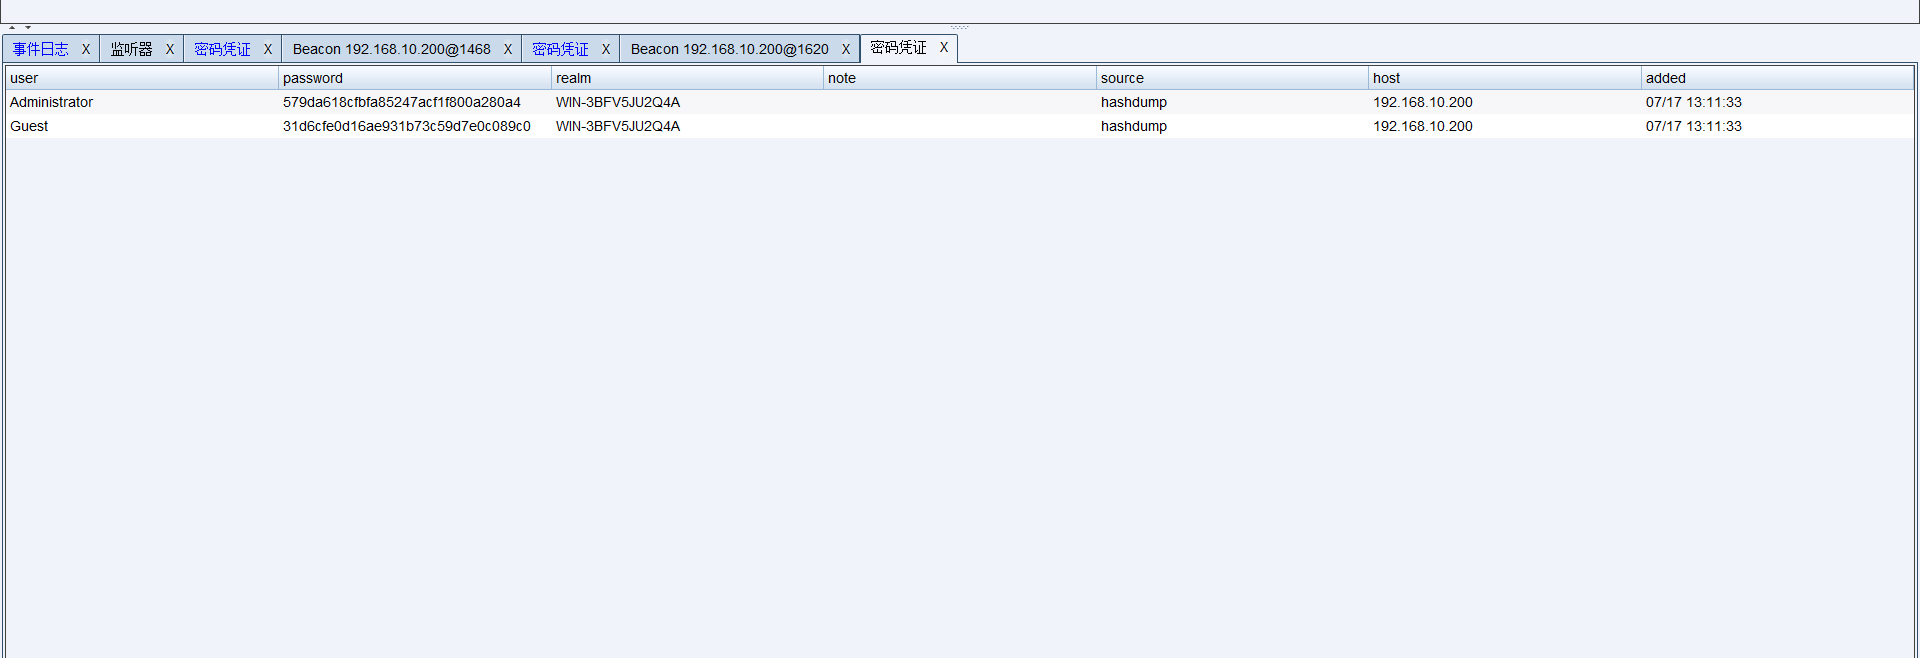 事件日志 X 监听器 X 密码凭证 X Beacon 192.168.10.200@1468 X 密码凭证 X Beacon 192.168.10.200@1620 X 密码凭证 X
user password realm note source host added
Administrator 579da618cfbfa85247acf1f800a280a4 WIN-3BFV5JU2Q4A hashdump 192.168.10.200 07/17 13:11:33
Guest 31d6cfe0d16ae931b73c59d7e0c089c0 WIN-3BFV5JU2Q4A hashdump 192.168.10.200 07/17 13:11:33